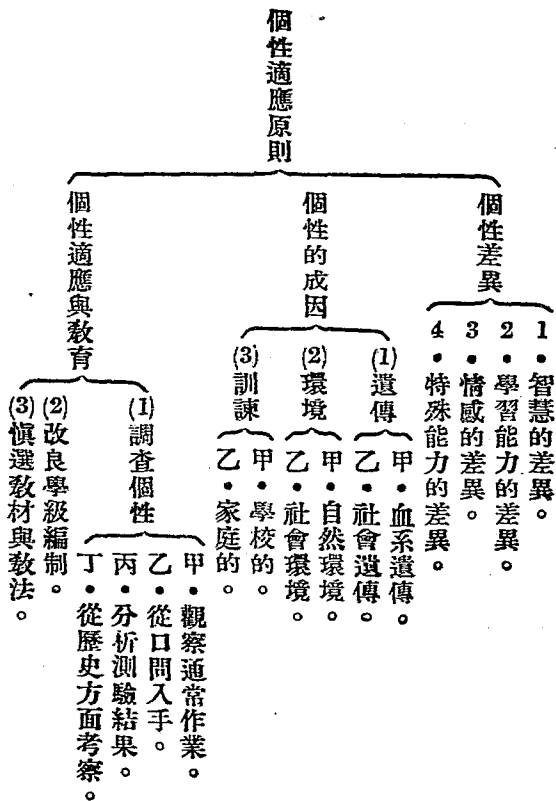 個性適應原則
個性差異
1・智慧的差異。
2・學習能力的差異。
3・情感的差異。
4・特殊能力的差異。
個性的成因
(1)遺傳
甲・血系遺傳。
乙・社會遺傳。
(2)環境
甲・自然環境。
乙・社會環境。
(3)訓諫
甲・學校的。
乙・家庭的。
個性適應與教育
(1)調查個性
甲・觀察通常作業。
乙・從口問入手。
丙・分析測驗結果。
丁・從歷史方面考察。
(2)改良學級編制。
(3)慎選教材與教法。